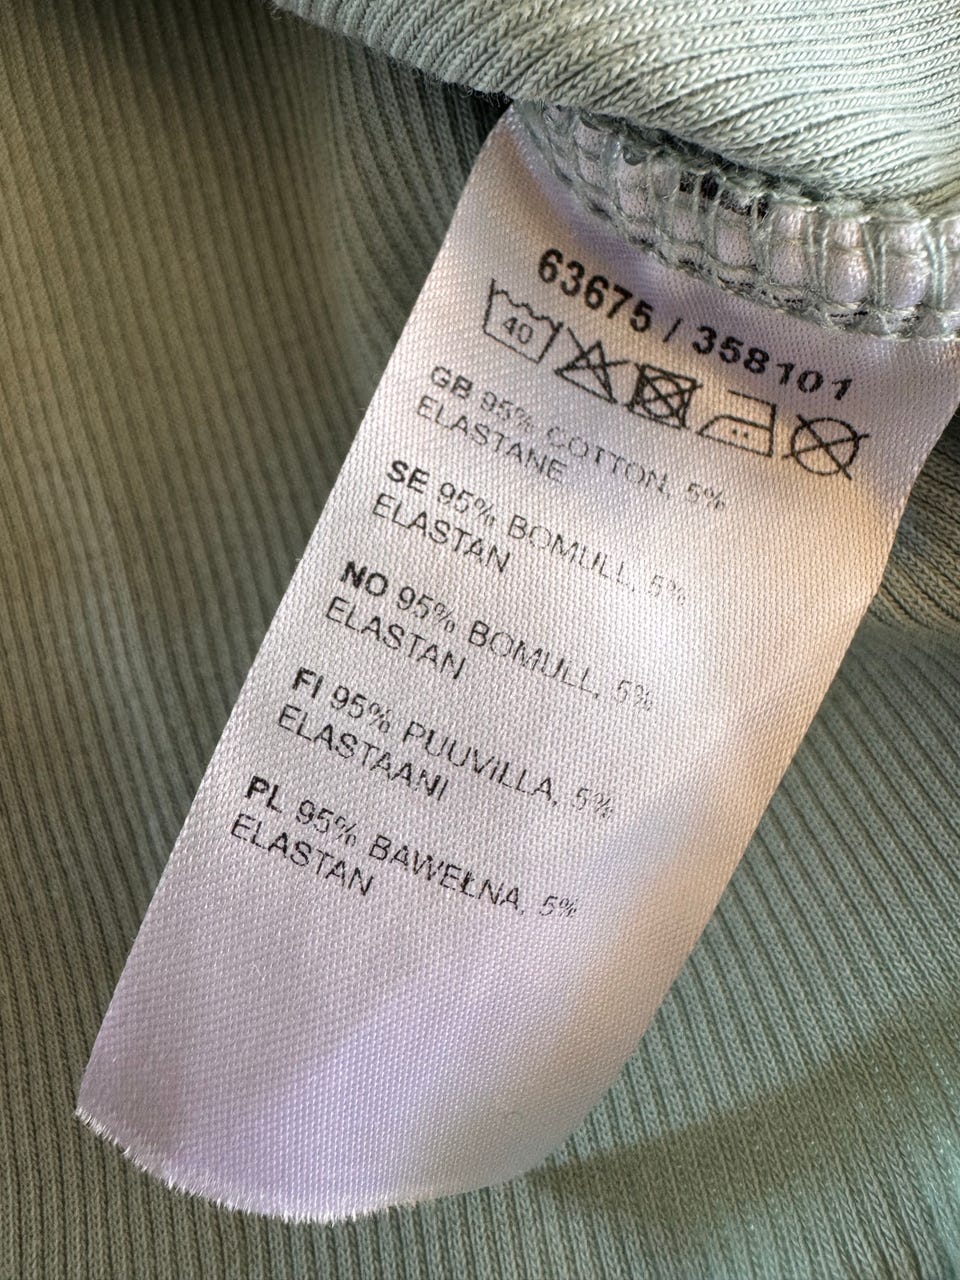 63675 / 358101
40
GB 95% COTTON, 5%
ELASTANE
SE 95% BOMULL, 5%
ELASTAN
NO 95% BOMULL, 5%
ELASTAN
FI 95% PUUVILLA, 5%
ELASTAANI
PL 95% BAWEŁNA, 5%
ELASTAN